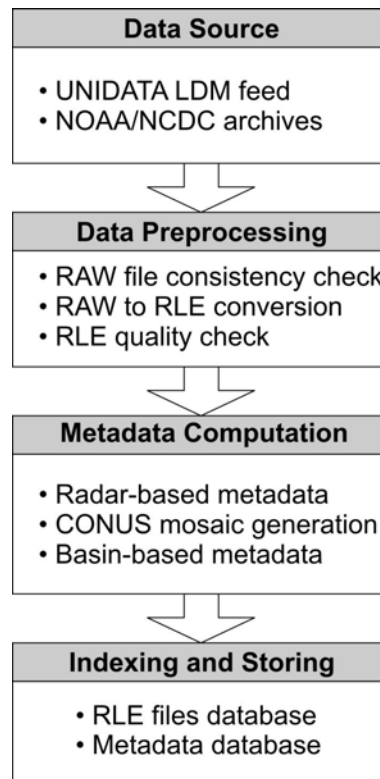 Data Source
• UNIDATA LDM feed
• NOAA/NCDC archives
Data Preprocessing
• RAW file consistency check
• RAW to RLE conversion
• RLE quality check
Metadata Computation
• Radar-based metadata
• CONUS mosaic generation
• Basin-based metadata
Indexing and Storing
• RLE files database
• Metadata database